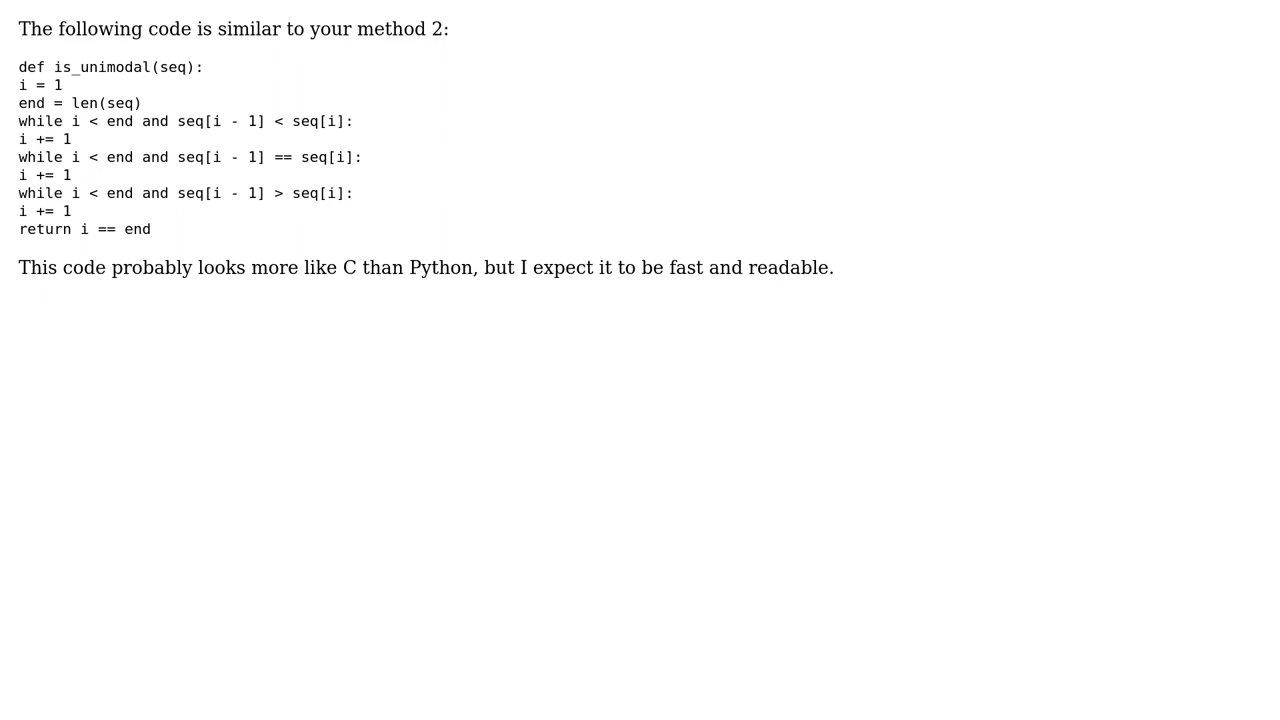 The following code is similar to your method 2:
def is_unimodal(seq):
i = 1
end = len(seq)
while i < end and seq[i - 1] < seq[i]:
i += 1
while i < end and seq[i - 1] == seq[i]:
i += 1
while i < end and seq[i - 1] > seq[i]:
i += 1
return i == end
This code probably looks more like C than Python, but I expect it to be fast and readable.